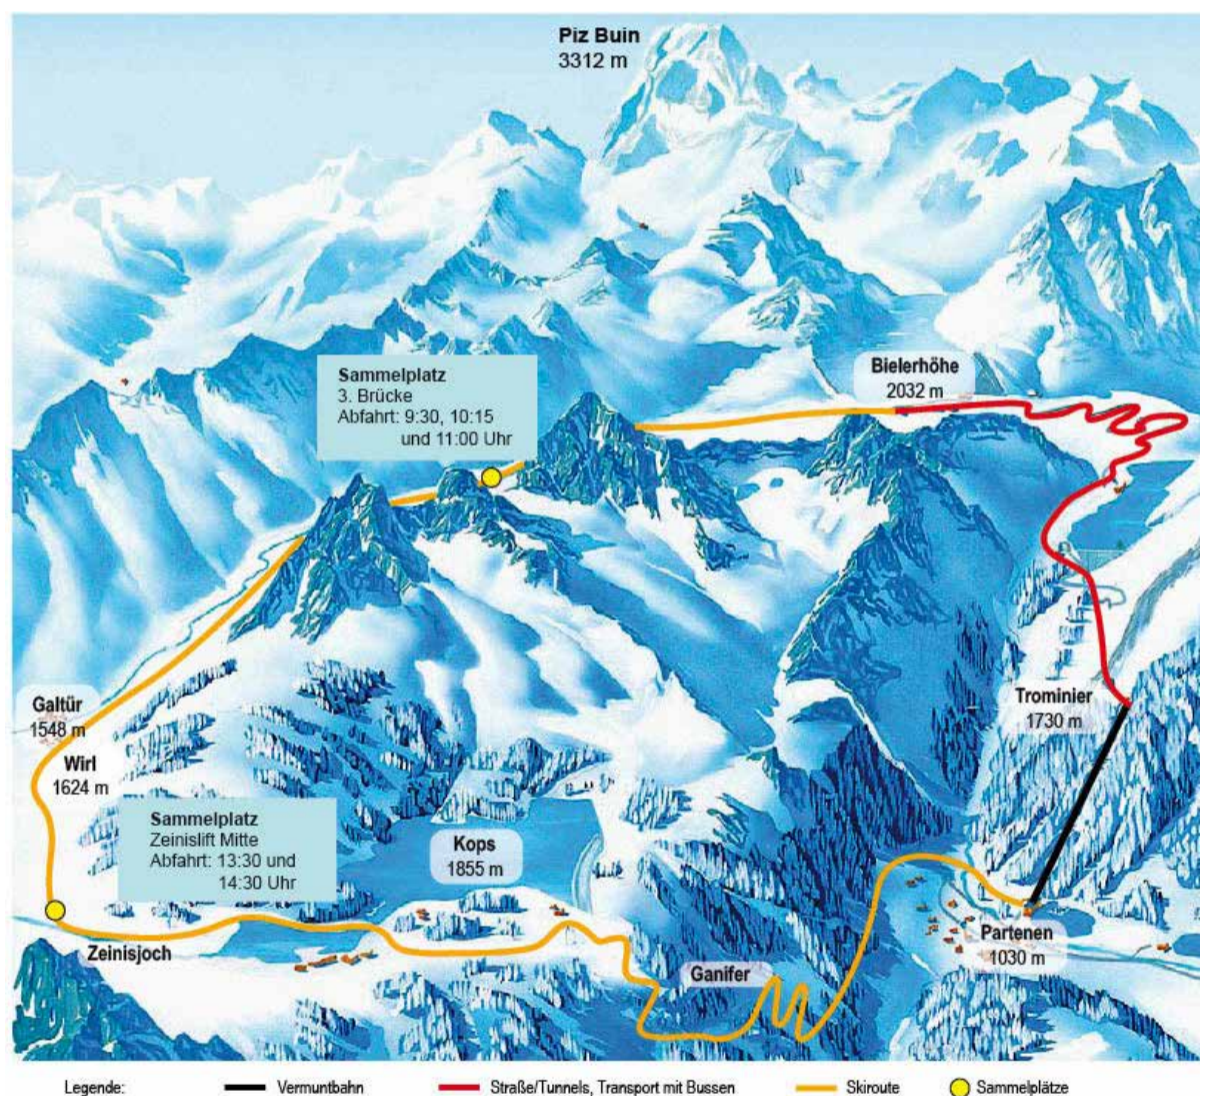 Piz Buin
3312 m
Bielerhöhe
2032 m
Sammelplatz
3. Brücke
Abfahrt: 9:30, 10:15
und 11:00 Uhr
Galtür
1548 m
Wirl
1624 m
Trominier
1730 m
Sammelplatz
Zeinislift Mitte
Abfahrt: 13:30 und
14:30 Uhr
Kops
1855 m
Zeinisjoch
Ganifer
Partenen
1030 m
Legende:
Vermuntbahn
Straße/Tunnels, Transport mit Bussen
Skiroute
Sammelplätze